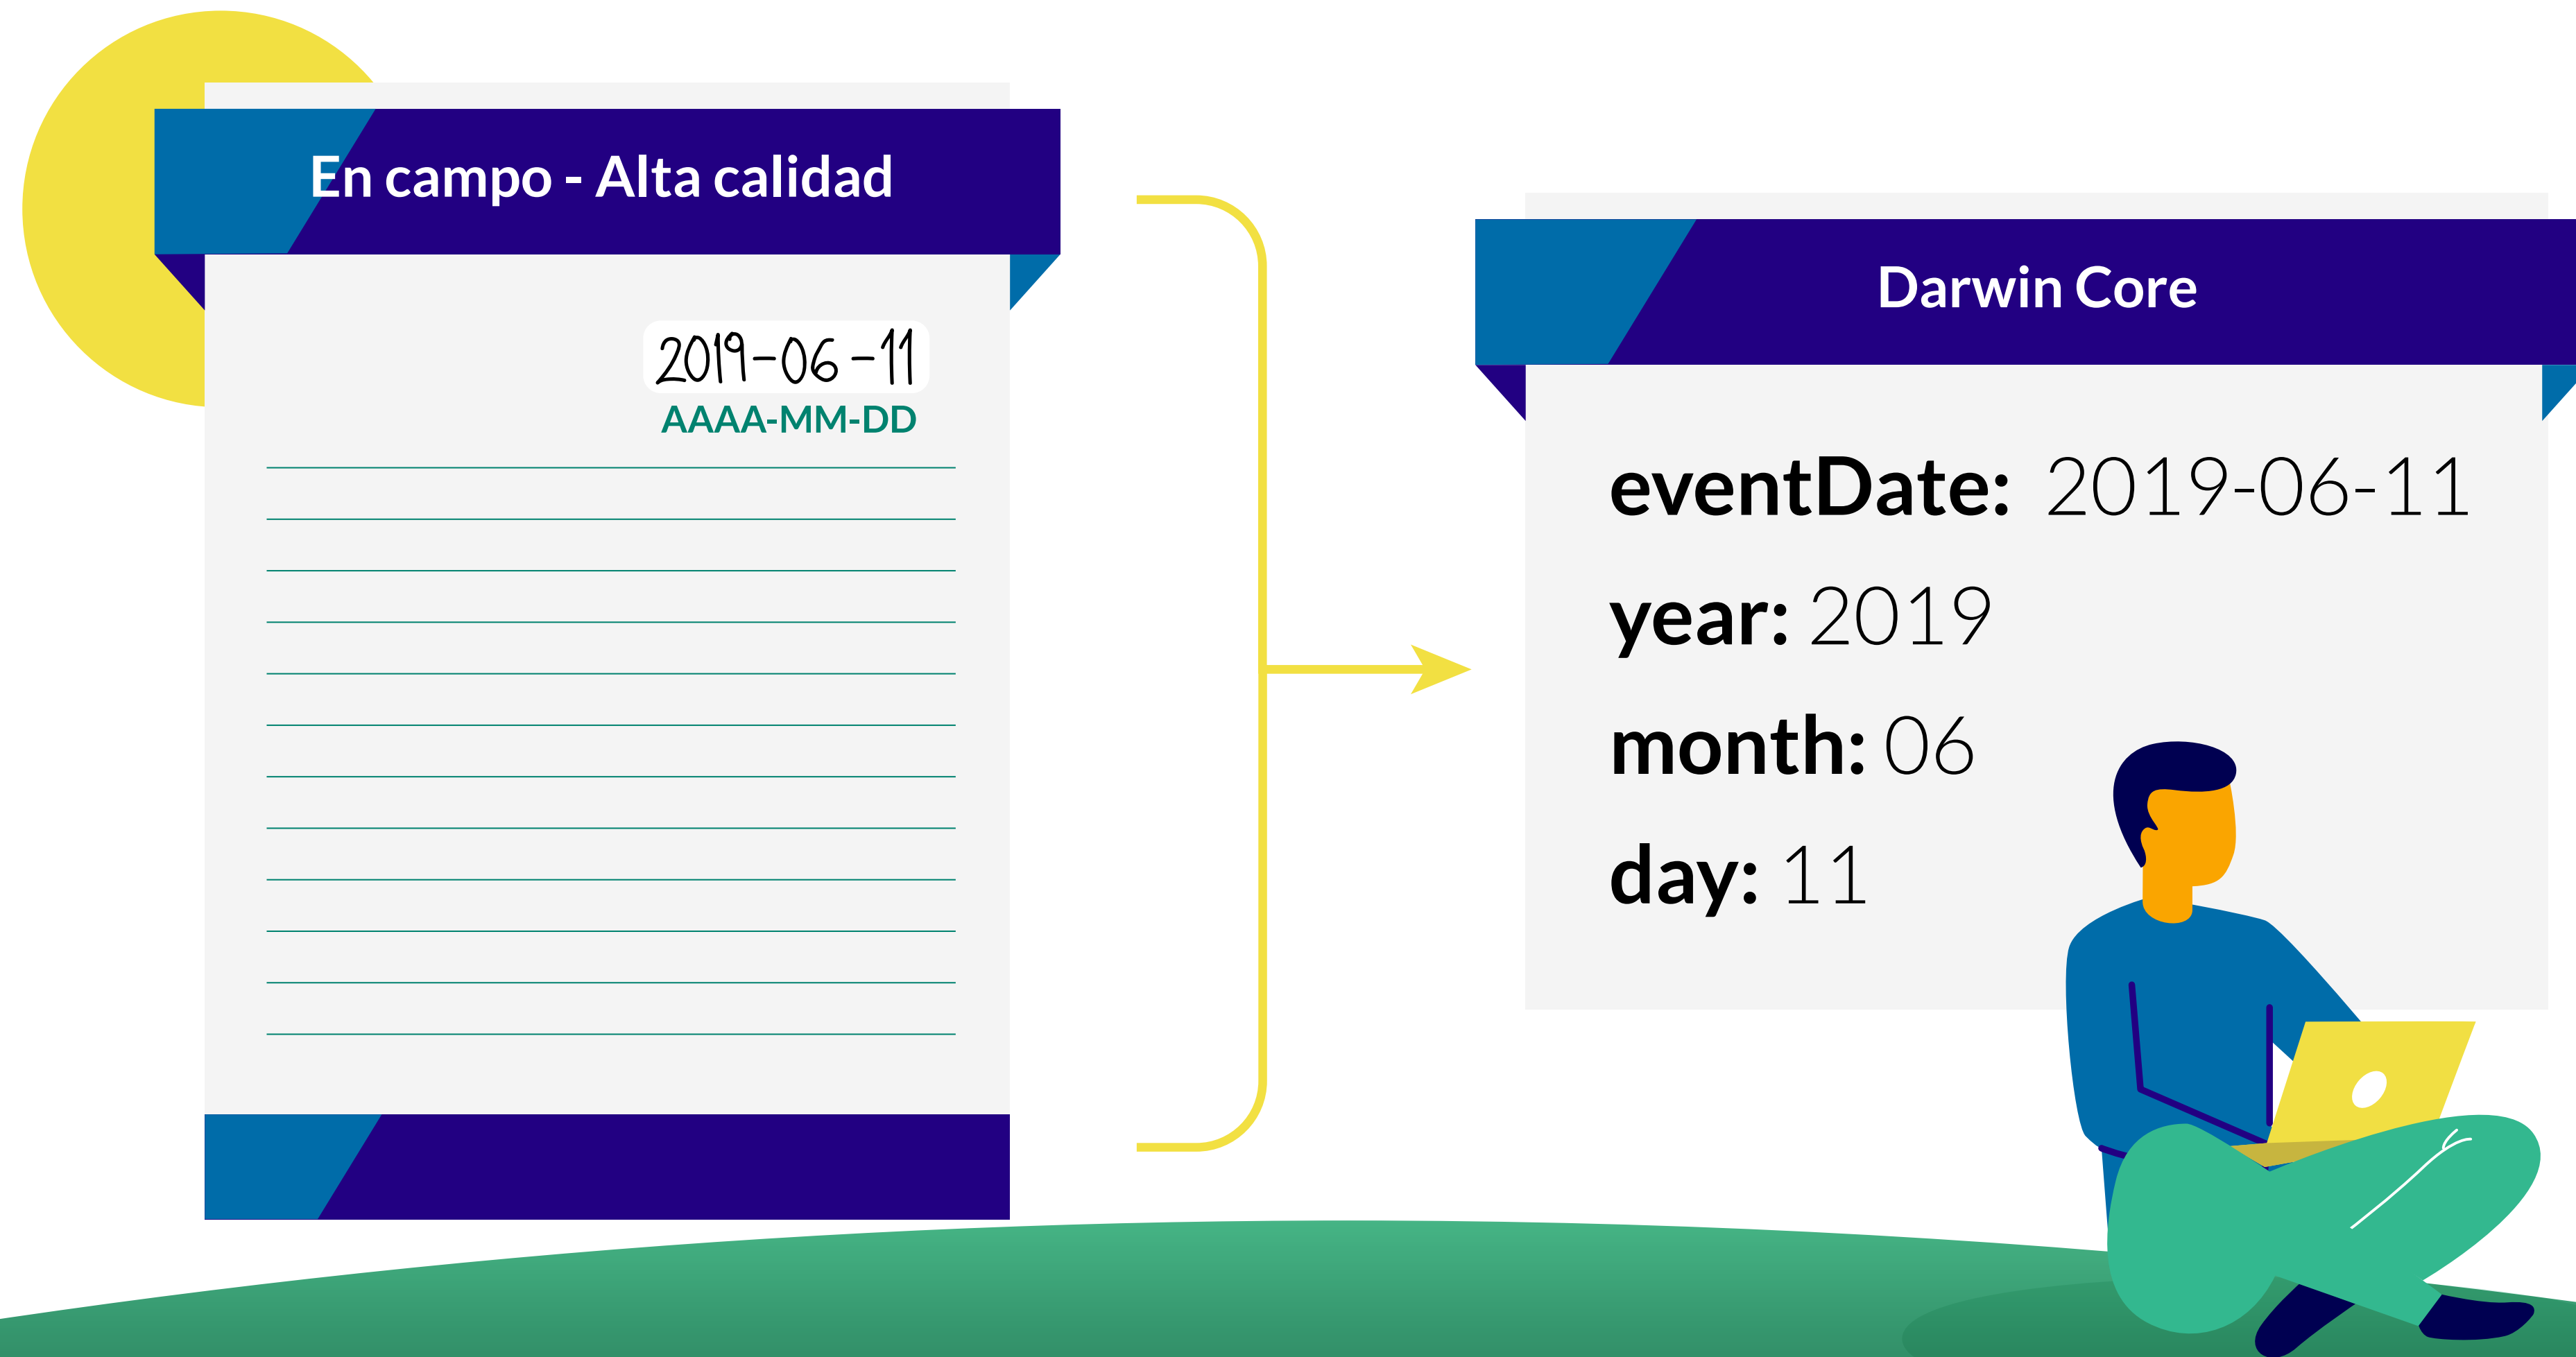 En campo - Alta calidad
2019-06-11
AAAA-MM-DD
Darwin Core
eventDate: 2019-06-11
year: 2019
month: 06
day: 11